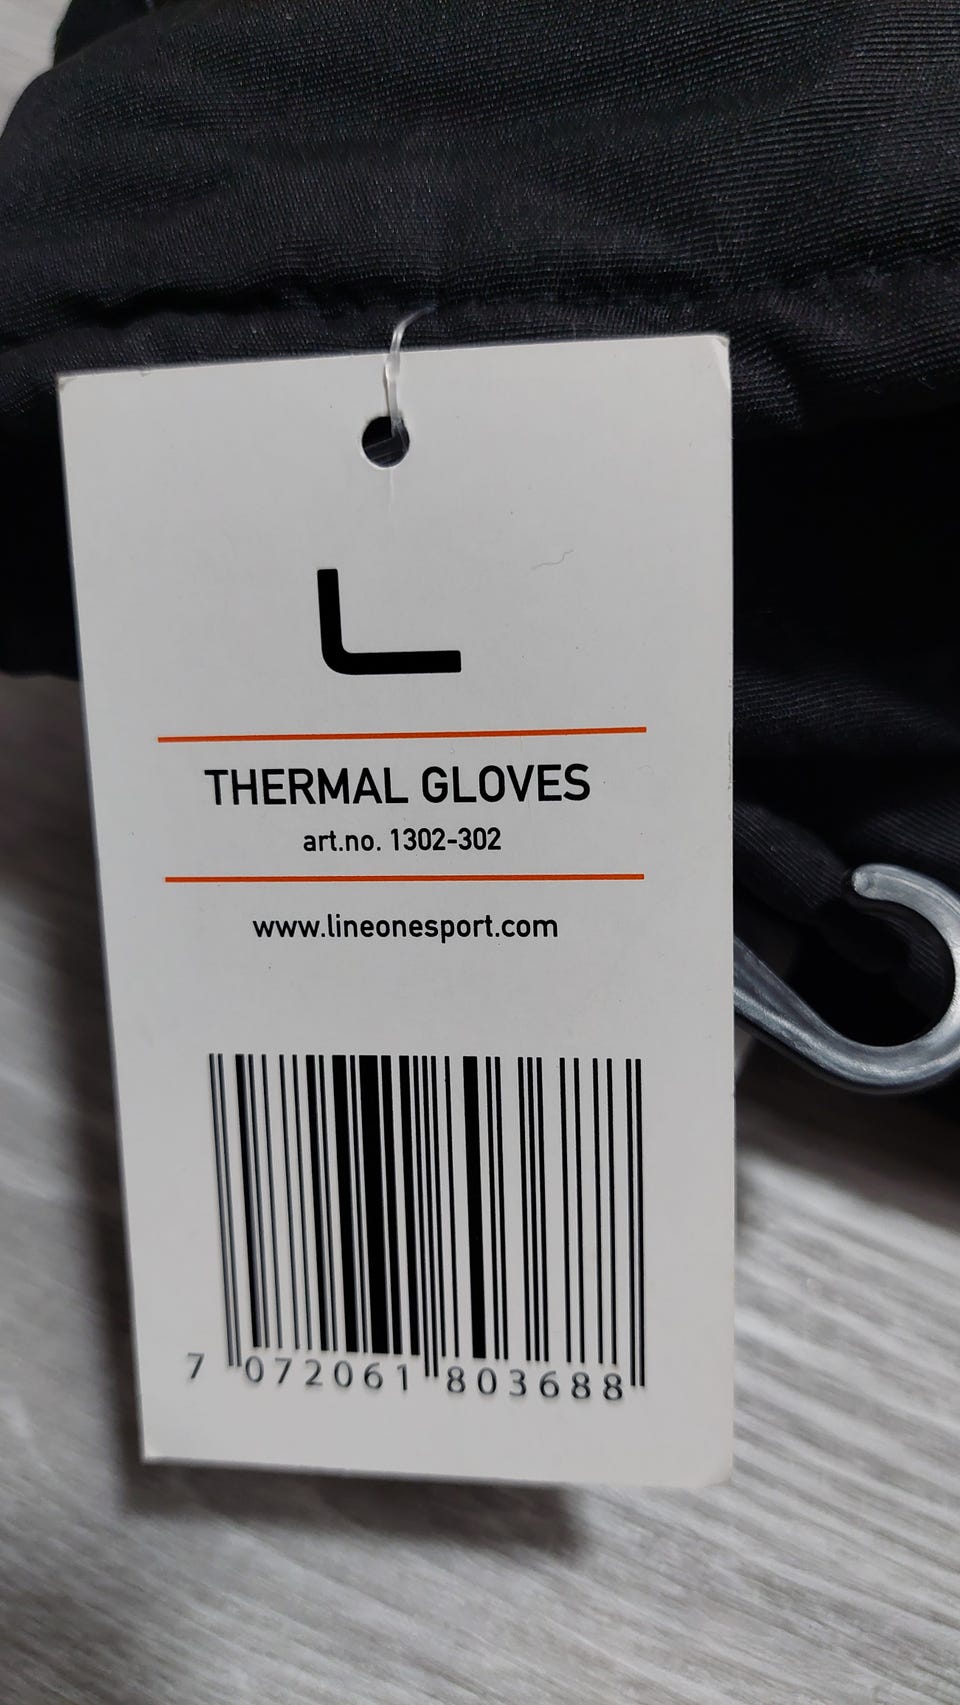 L
THERMAL GLOVES
art.no. 1302-302
www.lineonesport.com
7 072061 803688